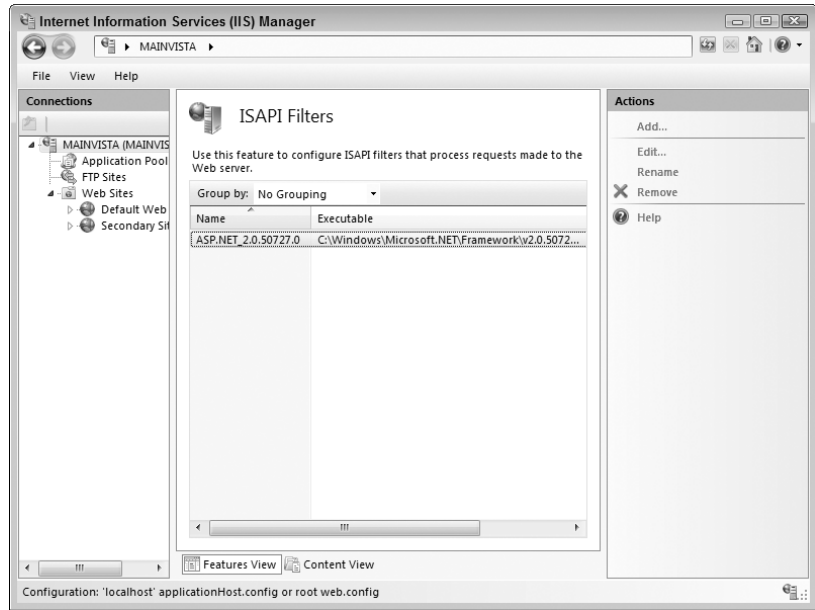 Internet Information Services (IIS) Manager
MAINVISTA
File View Help
Connections
MAINVISTA (MAINVIS
Application Pool
FTP Sites
Web Sites
Default Web
Secondary Sit
ISAPI Filters
Use this feature to configure ISAPI filters that process requests made to the
Web server.
Group by: No Grouping
Name Executable
ASP.NET_2.0.50727.0 C:\Windows\Microsoft.NET\Framework\v2.0.5072...
Features View Content View
Actions
Add...
Edit...
Rename
Remove
Help
Configuration: 'localhost' applicationHost.config or root web.config